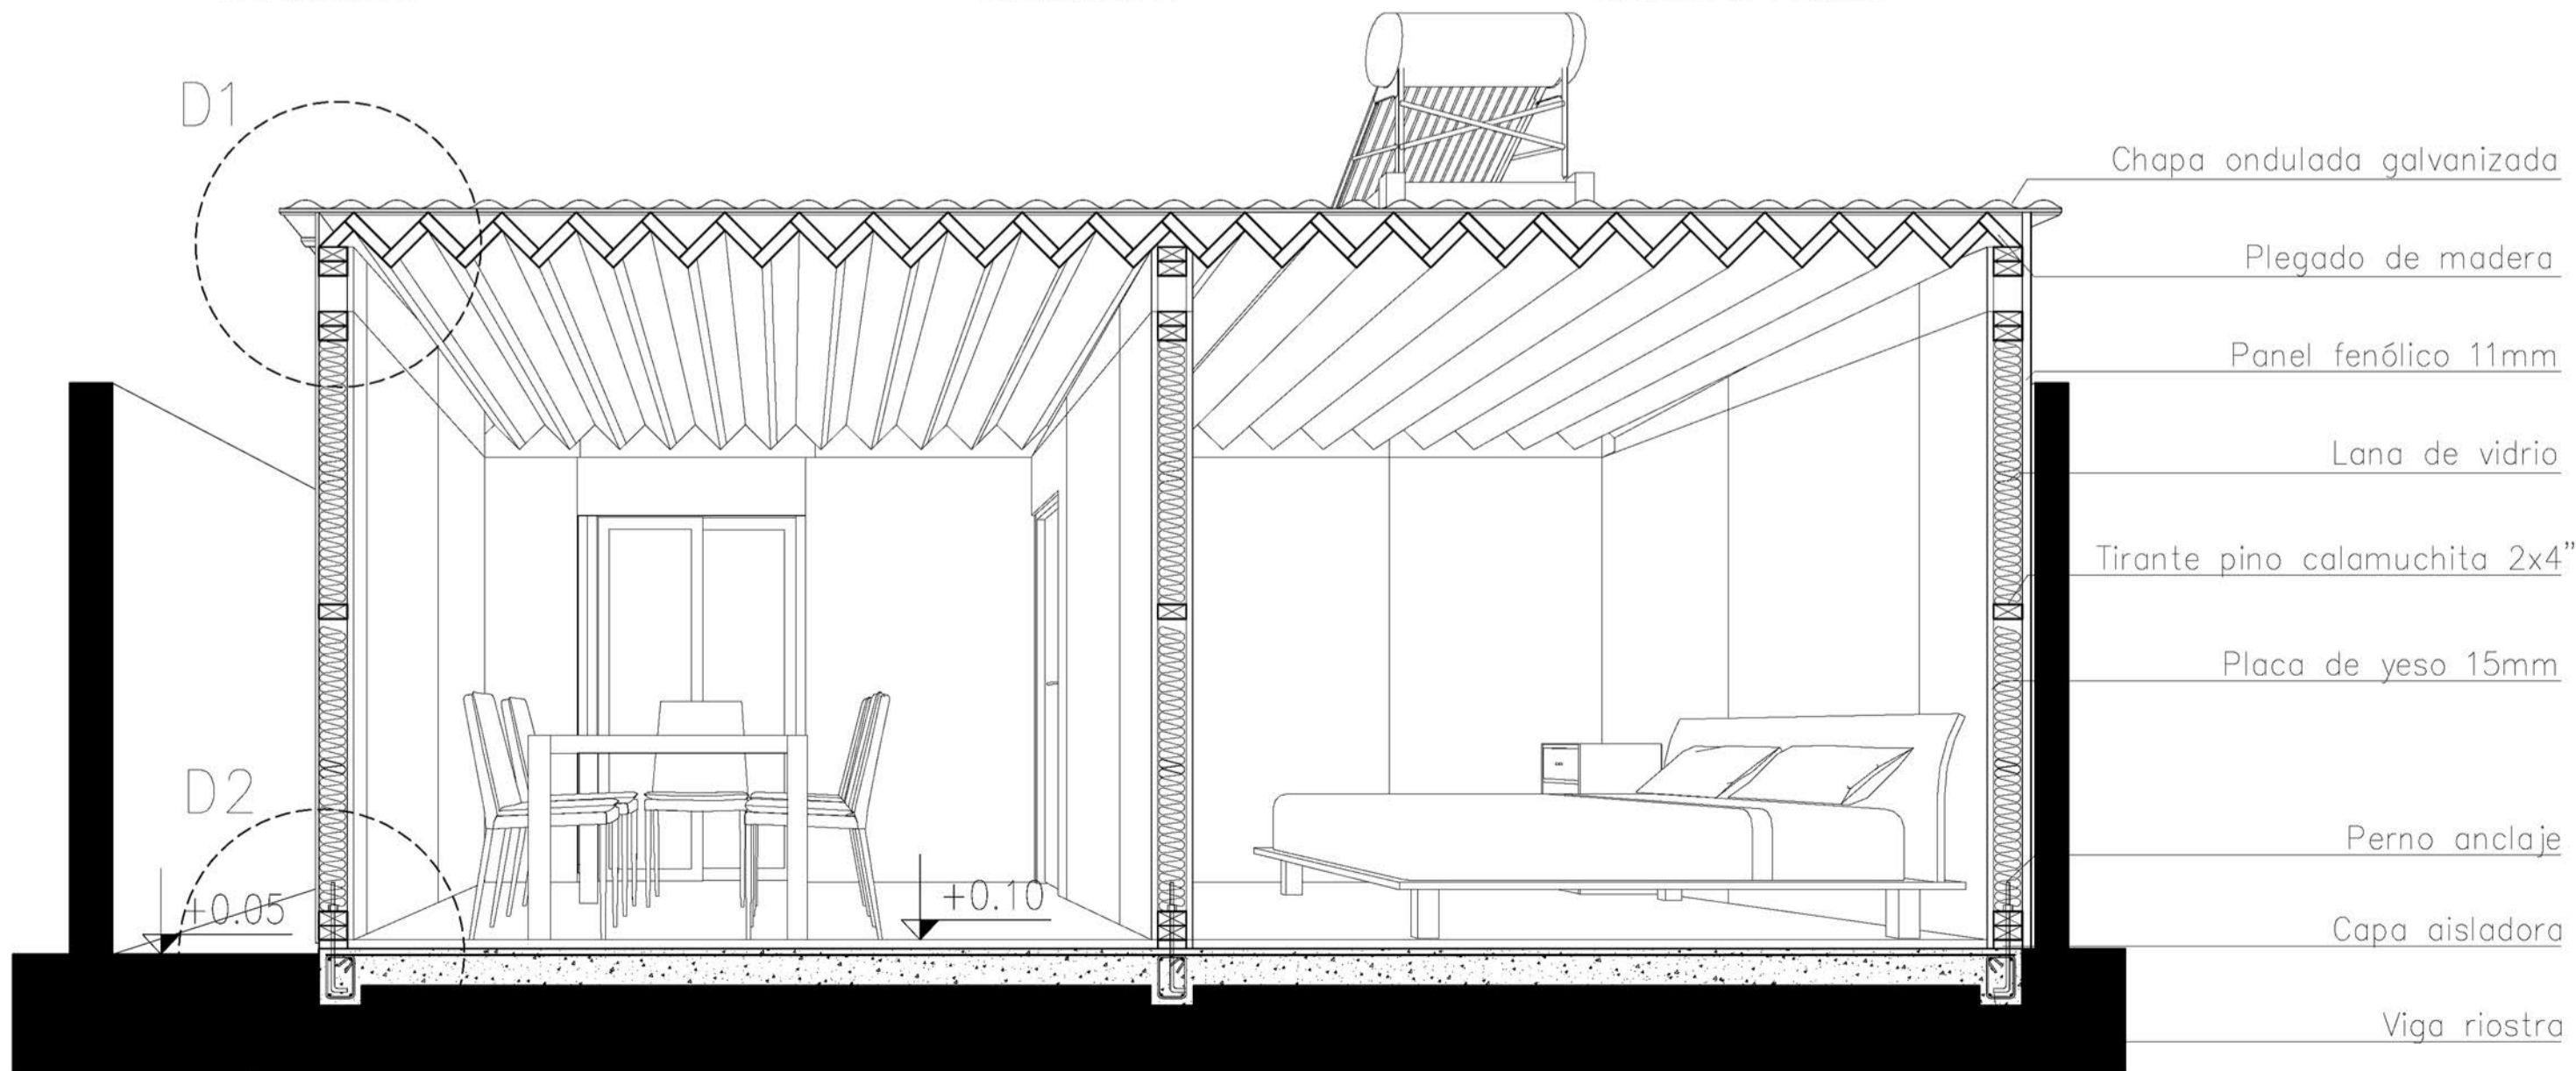 D1
Chapa ondulada galvanizada
Plegado de madera
Panel fenólico 11mm
Lana de vidrio
Tirante pino calamuchita 2x4"
Placa de yeso 15mm
D2
Perno anclaje
+0.05
+0.10
Capa aisladora
Viga riostra